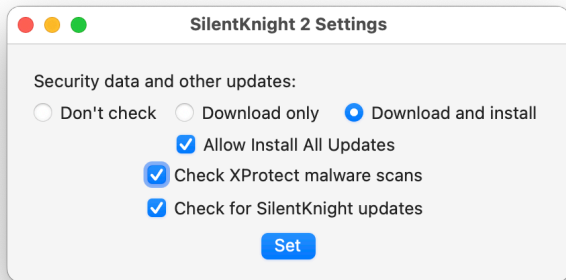 SilentKnight 2 Settings
Security data and other updates:
Don't check Download only Download and install
Allow Install All Updates
Check XProtect malware scans
Check for SilentKnight updates
Set